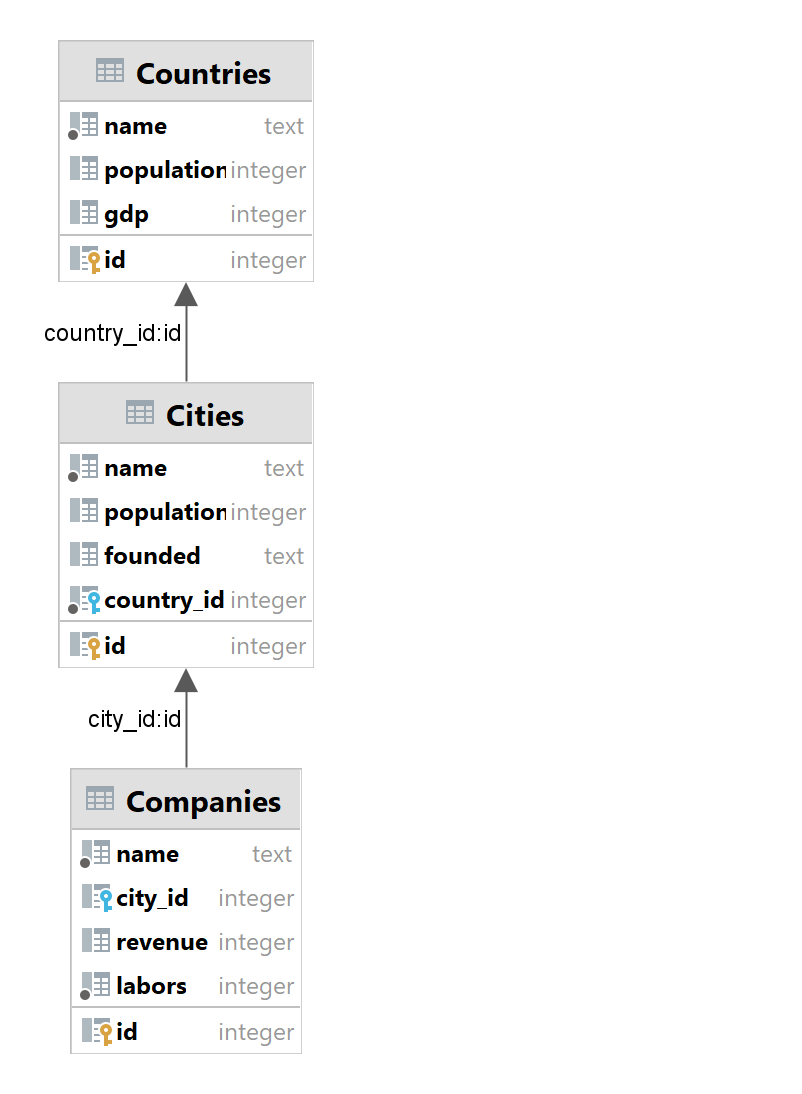 Countries
name text
population integer
gdp integer
id integer
country_id:id
Cities
name text
population integer
founded text
country_id integer
id integer
city_id:id
Companies
name text
city_id integer
revenue integer
labors integer
id integer